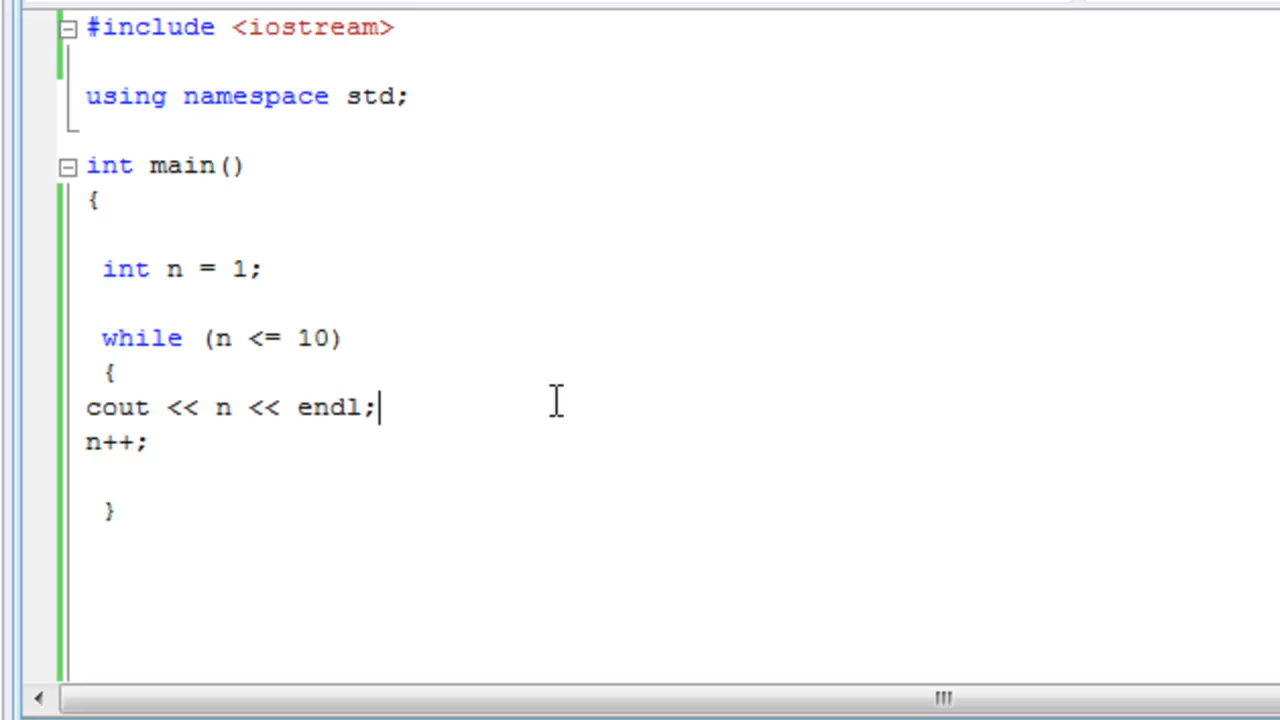 #include <iostream>
using namespace std;
int main()
{
int n = 1;
while (n <= 10)
{
cout << n << endl;
n++;
}